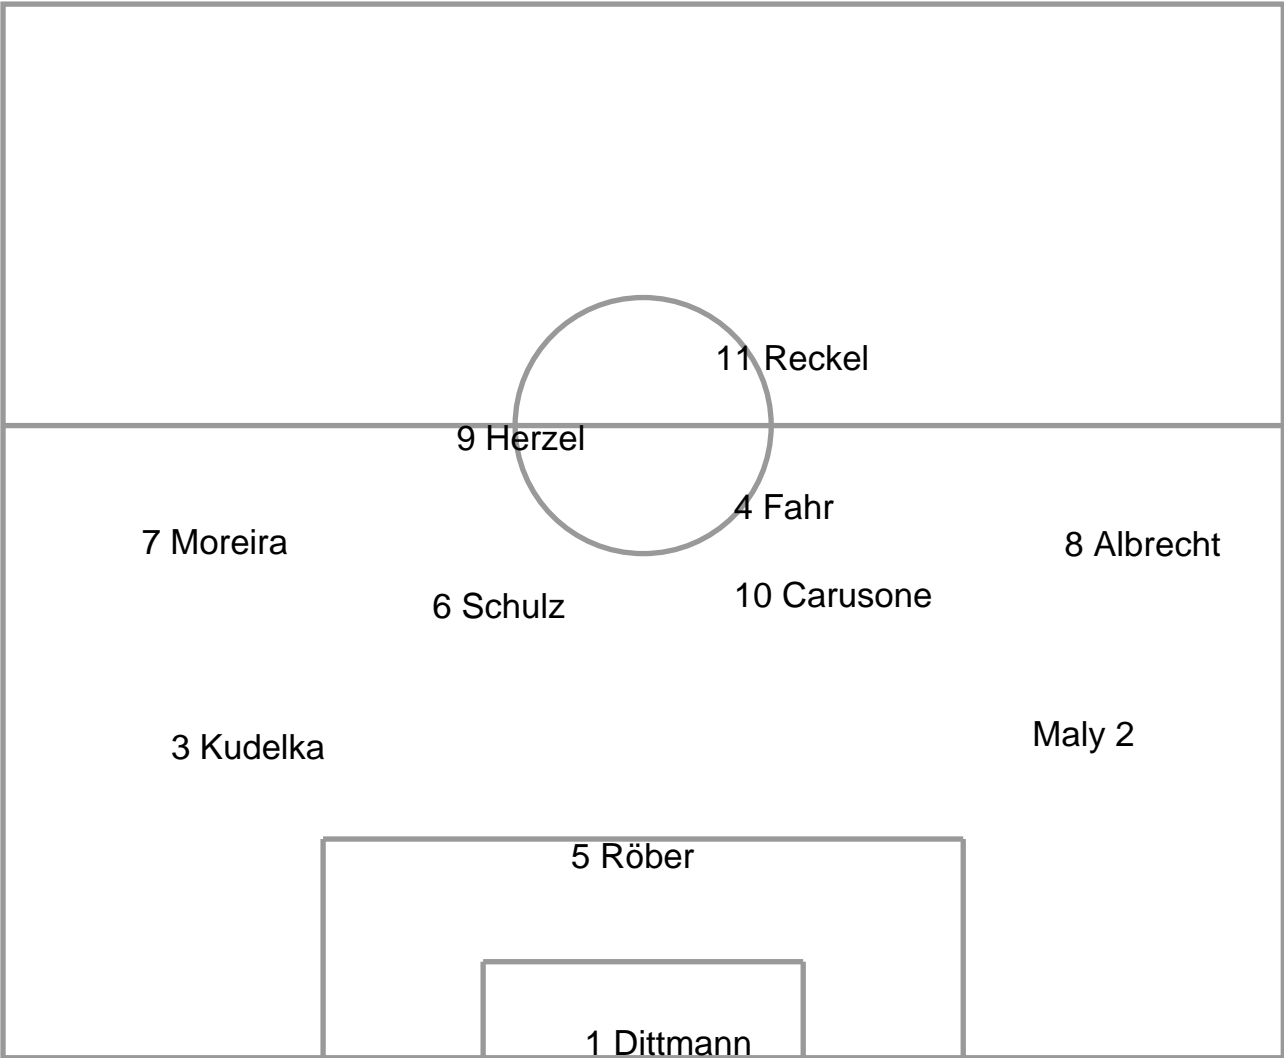 11 Reckel
9 Herzel
4 Fahr
7 Moreira
8 Albrecht
10 Carusone
6 Schulz
Maly 2
3 Kudelka
5 Röber
1 Dittmann